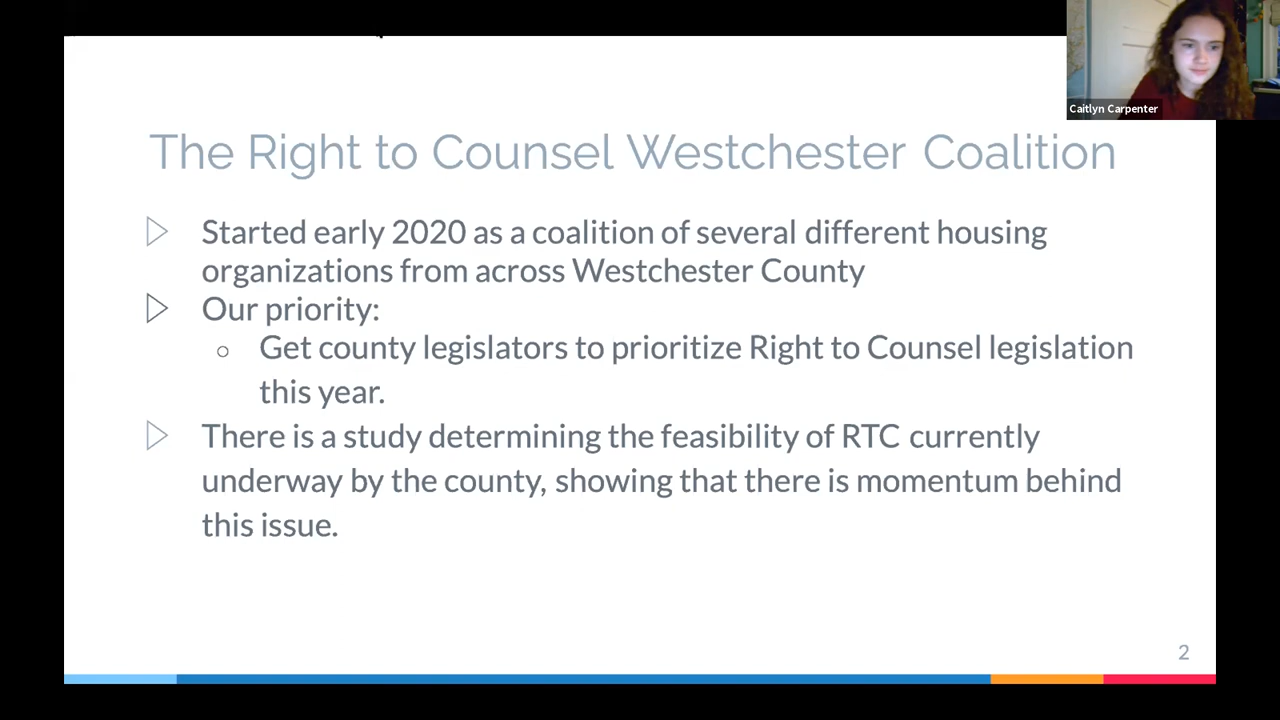 Caitlyn Carpenter
The Right to Counsel Westchester Coalition
Started early 2020 as a coalition of several different housing
organizations from across Westchester County
Our priority:
Get county legislators to prioritize Right to Counsel legislation
this year.
There is a study determining the feasibility of RTC currently
underway by the county, showing that there is momentum behind
this issue.
2